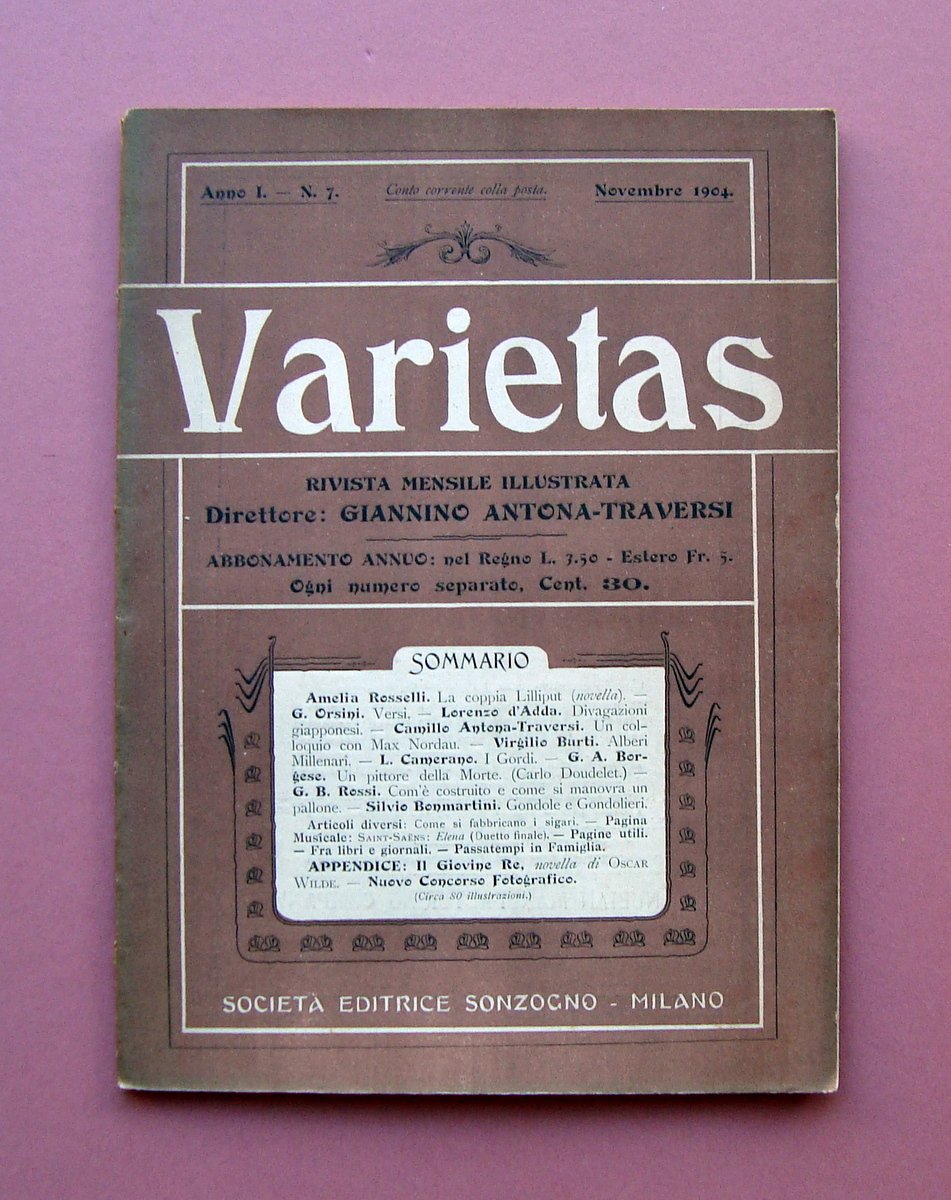 Anno I. — N. 7.
Conto corrente colla posta.
Novembre 1904.
Varietas
RIVISTA MENSILE ILLUSTRATA
Direttore: GIANNINO ANTONA-TRAVERSI
ABBONAMENTO ANNUO: nel Regno L. 3.50 - Estero Fr. 5.
Ogni numero separato, Cent. 30.
SOMMARIO
Amelia Rosselli. La coppia Lilliput (novella). —
G. Orsini. Versi. — Lorenzo d'Adda. Divagazioni
giapponesi. — Camillo Antona-Traversi. Un col-
loquio con Max Nordau. — Virgilio Burti. Alberi
Millenari. — L. Camerano. I Gordi. — G. A. Bor-
gese. Un pittore della Morte. (Carlo Doudelet.) —
G. B. Rossi. Com'è costruito e come si manovra un
pallone. — Silvio Bonmartini. Gondole e Gondolieri.
Articoli diversi: Come si fabbricano i sigari. — Pagina
Musicale: SAINT-SAËNS: Elena (Duetto finale). — Pagine utili.
— Fra libri e giornali. — Passatempi in Famiglia.
APPENDICE: Il Giovine Re, novella di OSCAR
WILDE. — Nuovo Concorso Fotografico.
(Circa 80 illustrazioni.)
SOCIETÀ EDITRICE SONZOGNO - MILANO